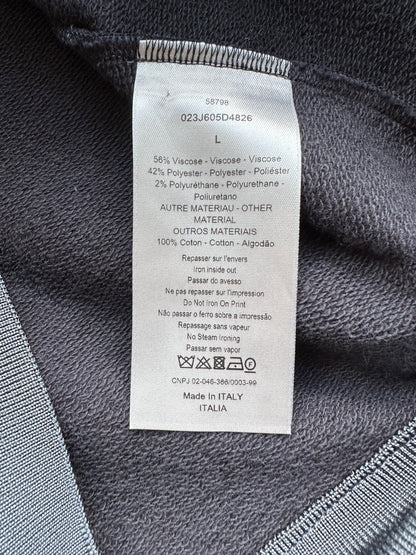 58798
023J605D4826
L
56% Viscose - Viscose - Viscose
42% Polyester - Polyester - Poliéster
2% Polyuréthane - Polyurethane -
Poliuretano
AUTRE MATERIAU - OTHER
MATERIAL
OUTROS MATERIAU
100% Coton - Cotton - Algodão
Repasser sur l'envers
Iron inside out
Passar do avesso
Ne pas repasser sur l'impression
Do Not Iron On Print
Não passar o ferro sobre a impressão
Repassage sans vapeur
No Steam Ironing
Passar sem vapor
CNPJ 02-046-366/0003-99
Made In ITALY
ITALIA